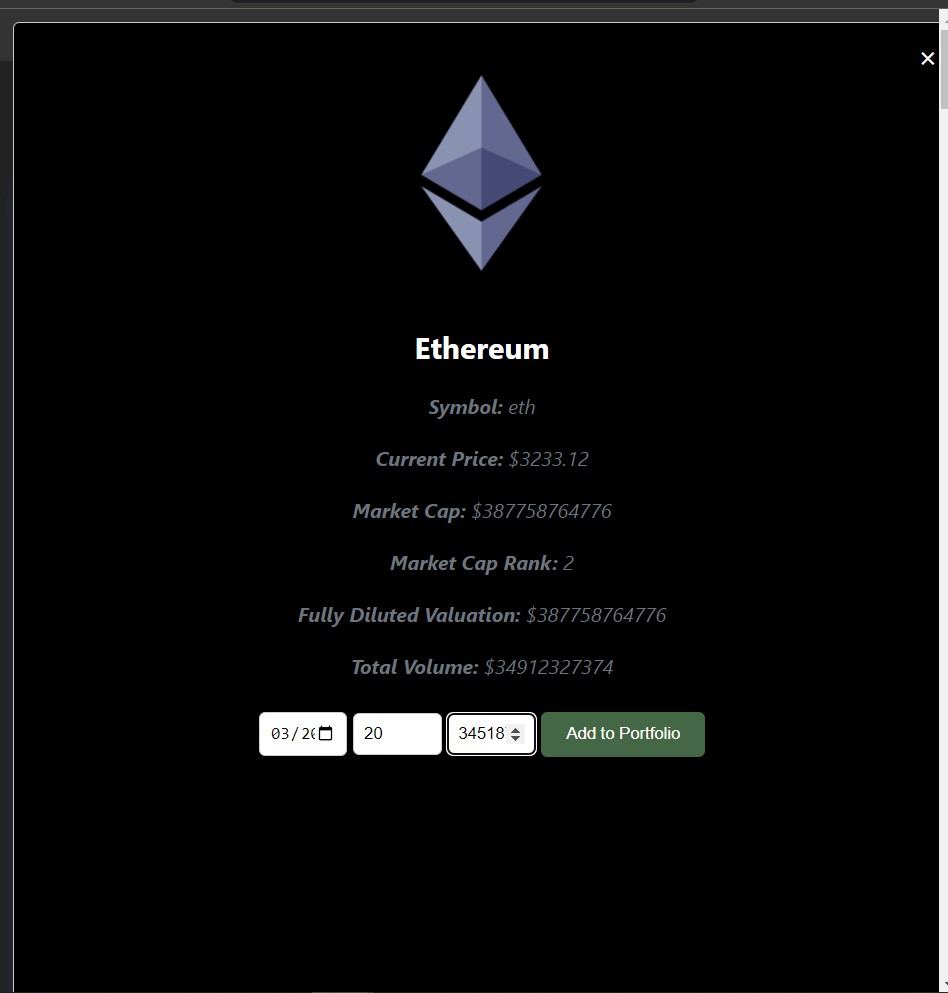 ×
Ethereum
Symbol: eth
Current Price: $3233.12
Market Cap: $387758764776
Market Cap Rank: 2
Fully Diluted Valuation: $387758764776
Total Volume: $34912327374
03/20 20 34518 Add to Portfolio